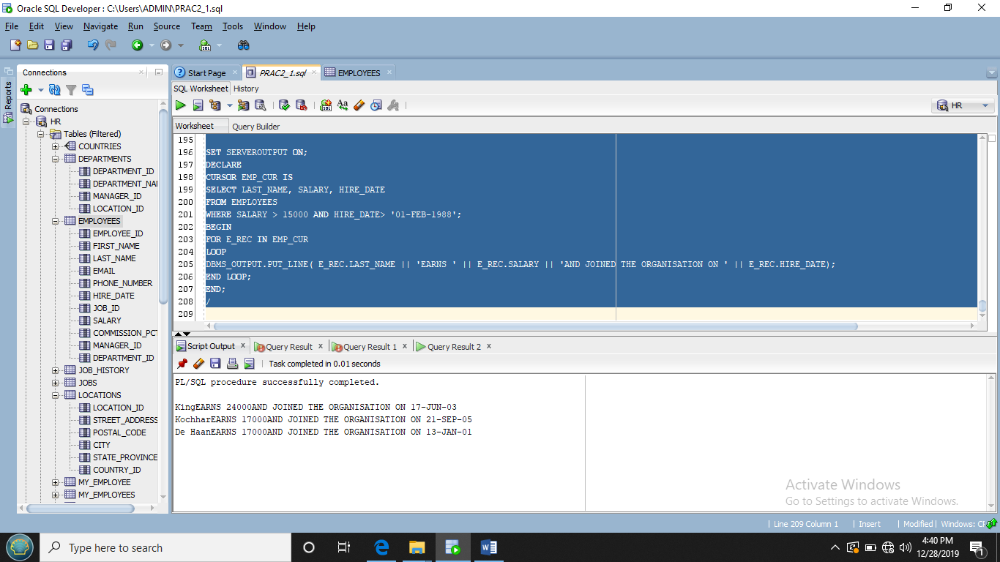 Oracle SQL Developer : C:\Users\ADMIN\PRAC2_1.sql
File Edit View Navigate Run Source Team Tools Window Help
Reports
Connections
Connections
HR
Tables (Filtered)
COUNTRIES
DEPARTMENTS
DEPARTMENT_ID
DEPARTMENT_NAI
MANAGER_ID
LOCATION_ID
EMPLOYEES
EMPLOYEE_ID
FIRST_NAME
LAST_NAME
EMAIL
PHONE_NUMBER
HIRE_DATE
JOB_ID
SALARY
COMMISSION_PCT
MANAGER_ID
DEPARTMENT_ID
JOB_HISTORY
JOBS
LOCATIONS
LOCATION_ID
STREET_ADDRESS
POSTAL_CODE
CITY
STATE_PROVINCE
COUNTRY_ID
MY_EMPLOYEE
MY_EMPLOYEES
Start Page PRAC2_1.sql EMPLOYEES
SQL Worksheet History
HR
Worksheet Query Builder
195
196 SET SERVEROUTPUT ON;
197 DECLARE
198 CURSOR EMP_CUR IS
199 SELECT LAST_NAME, SALARY, HIRE_DATE
200 FROM EMPLOYEES
201 WHERE SALARY > 15000 AND HIRE_DATE> '01-FEB-1988';
202 BEGIN
203 FOR E_REC IN EMP_CUR
204 LOOP
205 DBMS_OUTPUT.PUT_LINE( E_REC.LAST_NAME || 'EARNS ' || E_REC.SALARY || 'AND JOINED THE ORGANISATION ON ' || E_REC.HIRE_DATE);
206 END LOOP;
207 END;
208 /
209
Script Output Query Result Query Result 1 Query Result 2
Task completed in 0.01 seconds
PL/SQL procedure successfully completed.
KingEARNS 24000AND JOINED THE ORGANISATION ON 17-JUN-03
KochharEARNS 17000AND JOINED THE ORGANISATION ON 21-SEP-05
De HaanEARNS 17000AND JOINED THE ORGANISATION ON 13-JAN-01
Activate Windows
Go to Settings to activate Windows.
Line 209 Column 1 | Insert | Modified | Windows: CR
Type here to search
4:40 PM
12/28/2019
1